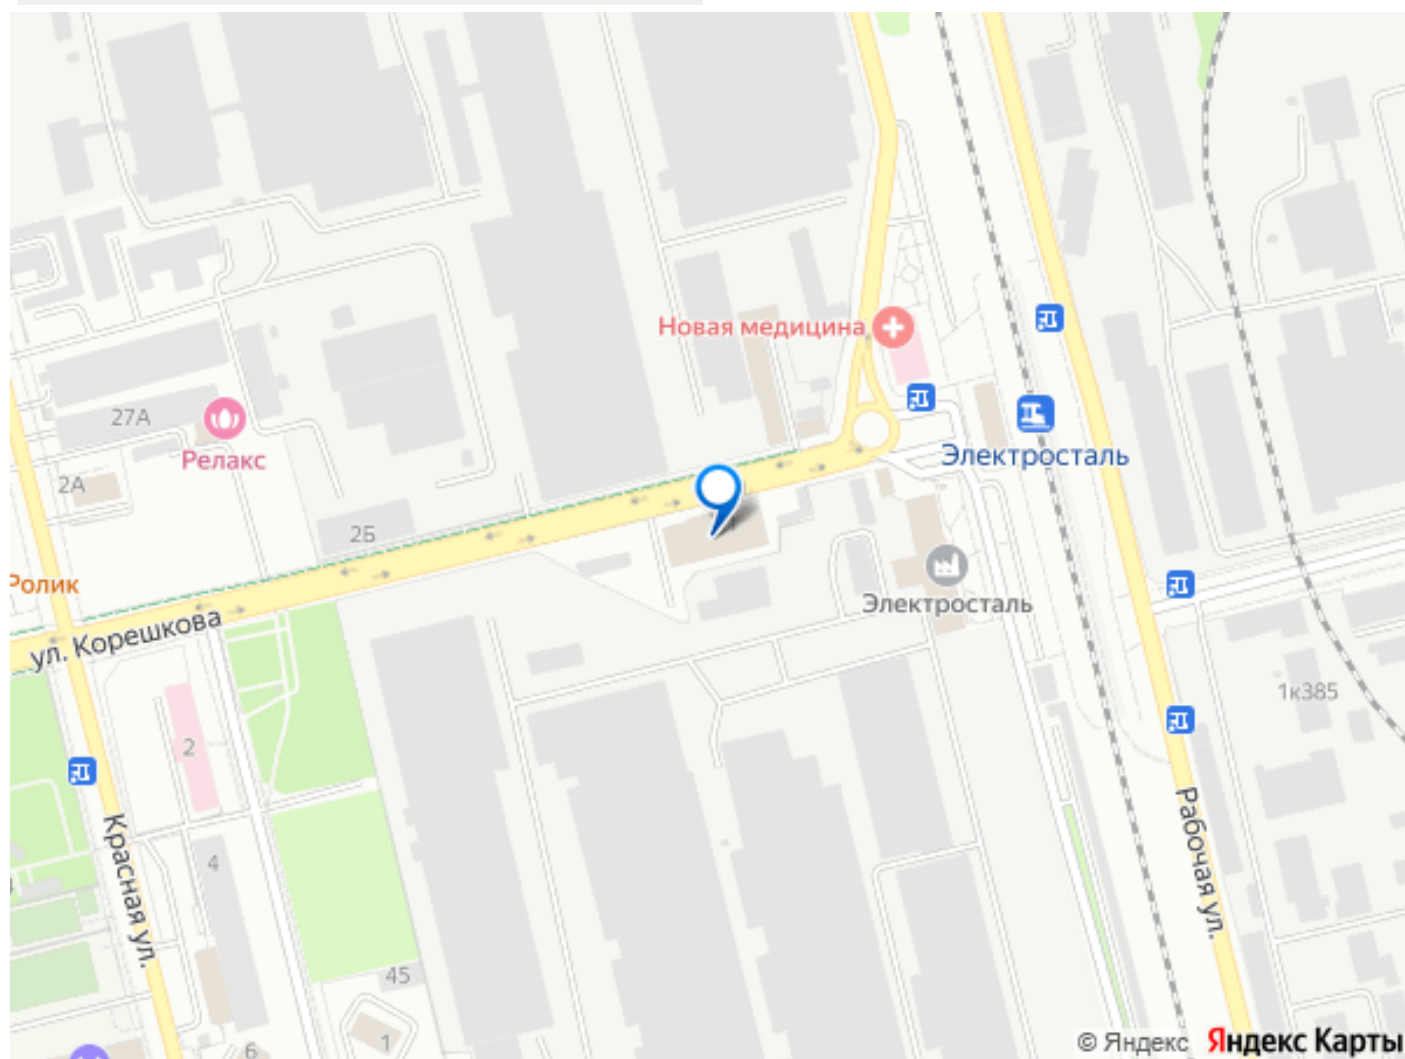 Новая медицина
27А
Релакс
2А
2Б
Электросталь
Ролик
Электросталь
ул. Корешкова
1к385
2
Красная ул.
4
Рабочая ул.
45
1
6
© Яндекс Яндекс Карты